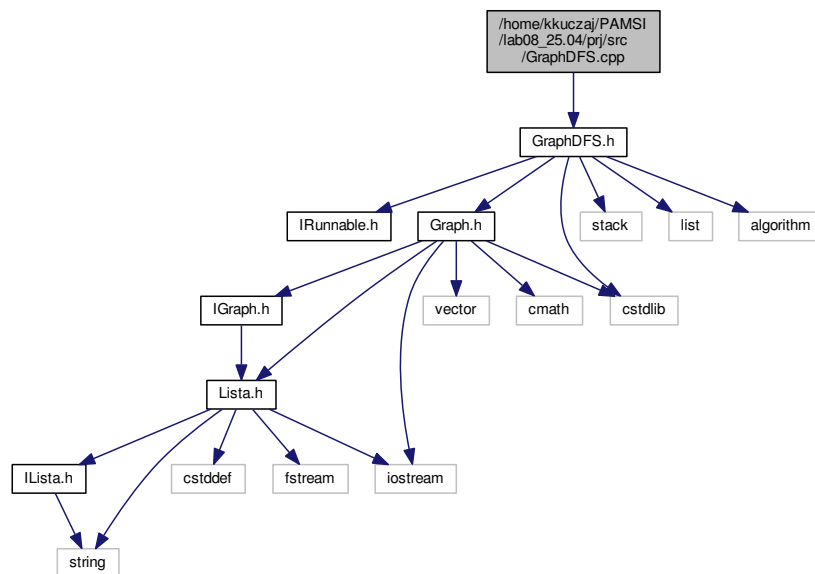 /home/kkuczaj/PAMSI
/lab08_25.04/prj/src
/GraphDFS.cpp
GraphDFS.h
IRunnable.h
Graph.h
stack
list
algorithm
IGraph.h
vector
cmath
cstdlib
Lista.h
ILista.h
cstddef
fstream
iostream
string